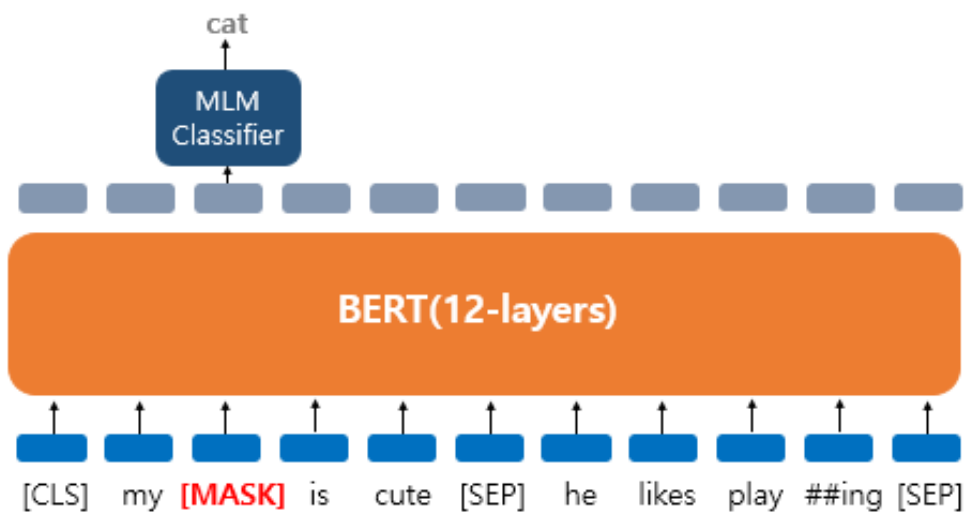 cat
MLM
Classifier
BERT(12-layers)
[CLS] my [MASK] is cute [SEP] he likes play ##ing [SEP]